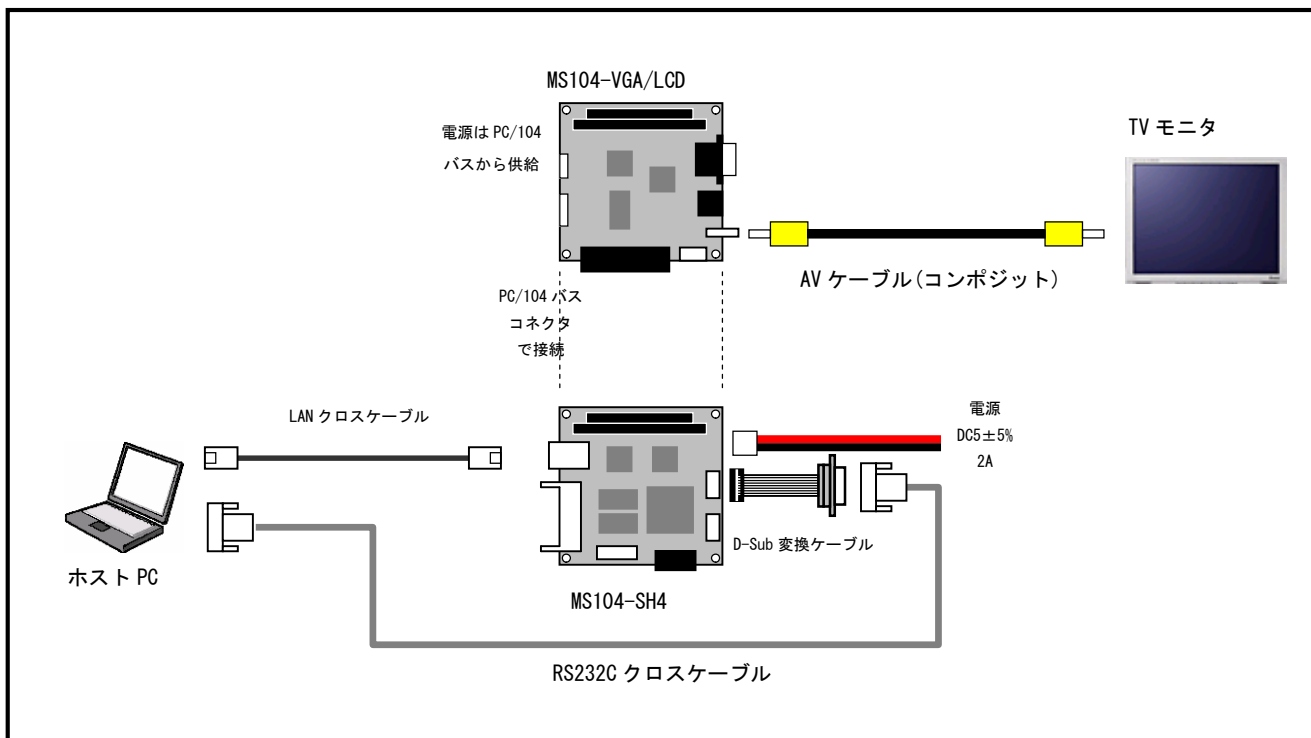 MS104-VGA/LCD
電源は PC/104
バスから供給
TV モニタ
AV ケーブル(コンポジット)
PC/104 バス
コネクタ
で接続
LAN クロスケーブル
電源
DC5±5%
2A
D-Sub 変換ケーブル
ホスト PC
MS104-SH4
RS232C クロスケーブル